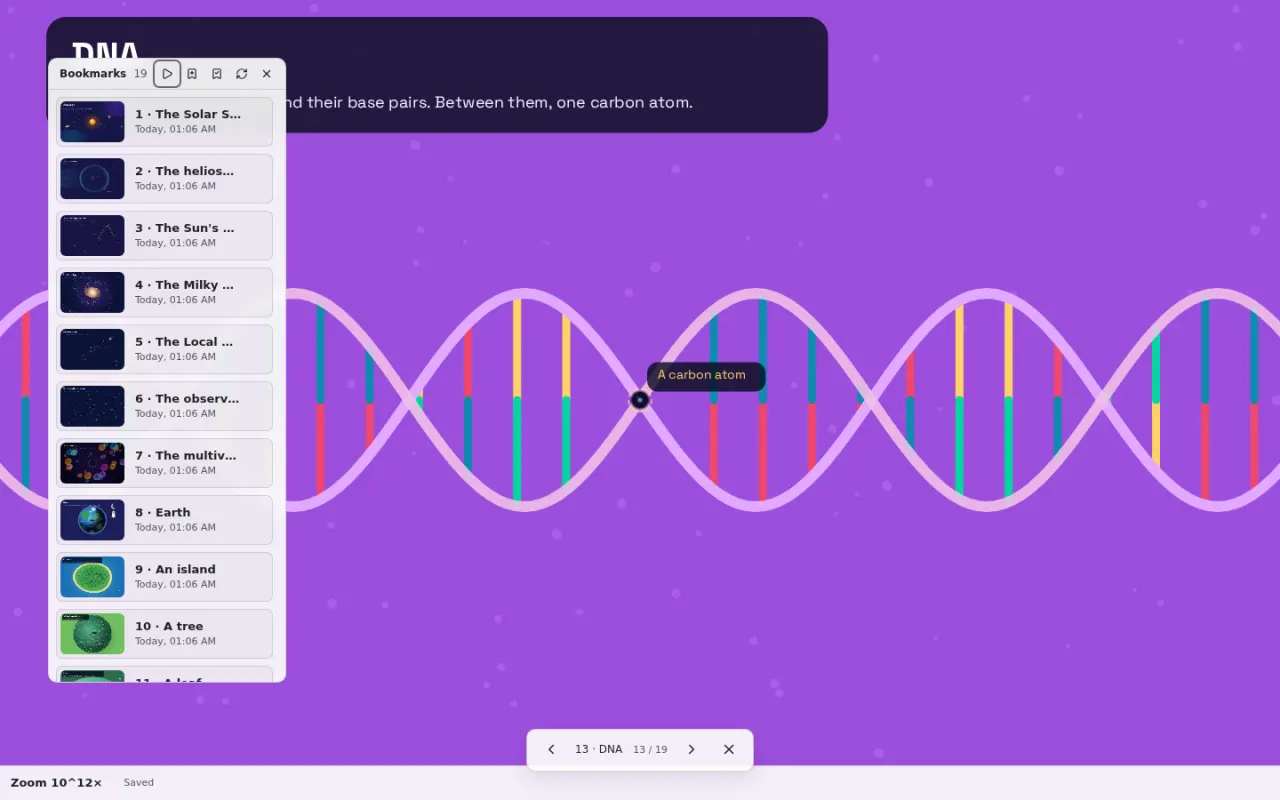 DNA
Bookmarks 19
nd their base pairs. Between them, one carbon atom.
1 · The Solar S…
Today, 01:06 AM
2 · The helios…
Today, 01:06 AM
3 · The Sun's …
Today, 01:06 AM
4 · The Milky …
Today, 01:06 AM
5 · The Local …
Today, 01:06 AM
6 · The observ…
Today, 01:06 AM
7 · The multiv…
Today, 01:06 AM
8 · Earth
Today, 01:06 AM
9 · An island
Today, 01:06 AM
10 · A tree
Today, 01:06 AM
11 · A leaf
A carbon atom
13 · DNA 13 / 19
Zoom 10^12× Saved